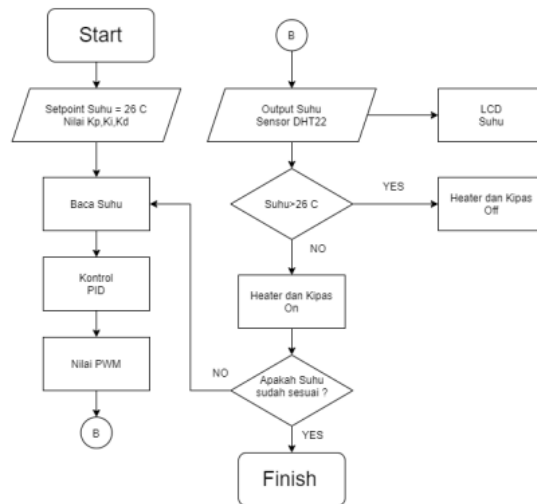 Start
Setpoint Suhu = 26 C
Nilai Kp,Ki,Kd
Baca Suhu
Kontrol
PID
Nilai PWM
B
B
Output Suhu
Sensor DHT22
LCD
Suhu
Suhu>26 C
YES
Heater dan Kipas
Off
NO
Heater dan Kipas
On
Apakah Suhu
sudah sesuai ?
NO
YES
Finish